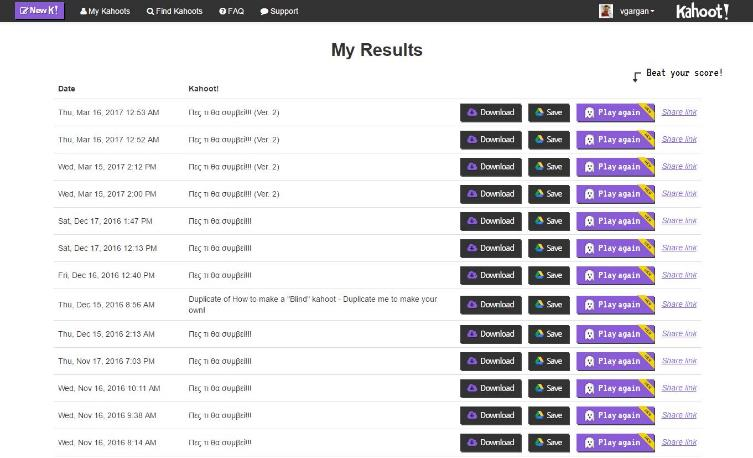 New K! My Kahoots Find Kahoots FAQ Support vgargan Kahoot!
My Results
Beat your score!
Date Kahoot!
Thu, Mar 16, 2017 12:53 AM Πες τι θα συμβεί!!! (Ver. 2) Download Save Play again Share link
Thu, Mar 16, 2017 12:52 AM Πες τι θα συμβεί!!! (Ver. 2) Download Save Play again Share link
Wed, Mar 15, 2017 2:12 PM Πες τι θα συμβεί!!! (Ver. 2) Download Save Play again Share link
Wed, Mar 15, 2017 2:00 PM Πες τι θα συμβεί!!! (Ver. 2) Download Save Play again Share link
Sat, Dec 17, 2016 1:47 PM Πες τι θα συμβεί!!! Download Save Play again Share link
Sat, Dec 17, 2016 12:13 PM Πες τι θα συμβεί!!! Download Save Play again Share link
Fri, Dec 16, 2016 12:40 PM Πες τι θα συμβεί!!! Download Save Play again Share link
Thu, Dec 15, 2016 8:56 AM Duplicate of How to make a "Blind" kahoot - Duplicate me to make your Download Save Play again Share link
own!
Thu, Dec 15, 2016 2:13 AM Πες τι θα συμβεί!!! Download Save Play again Share link
Thu, Nov 17, 2016 7:03 PM Πες τι θα συμβεί!!! Download Save Play again Share link
Wed, Nov 16, 2016 10:11 AM Πες τι θα συμβεί!!! Download Save Play again Share link
Wed, Nov 16, 2016 9:38 AM Πες τι θα συμβεί!!! Download Save Play again Share link
Wed, Nov 16, 2016 8:14 AM Πες τι θα συμβεί!!! Download Save Play again Share link